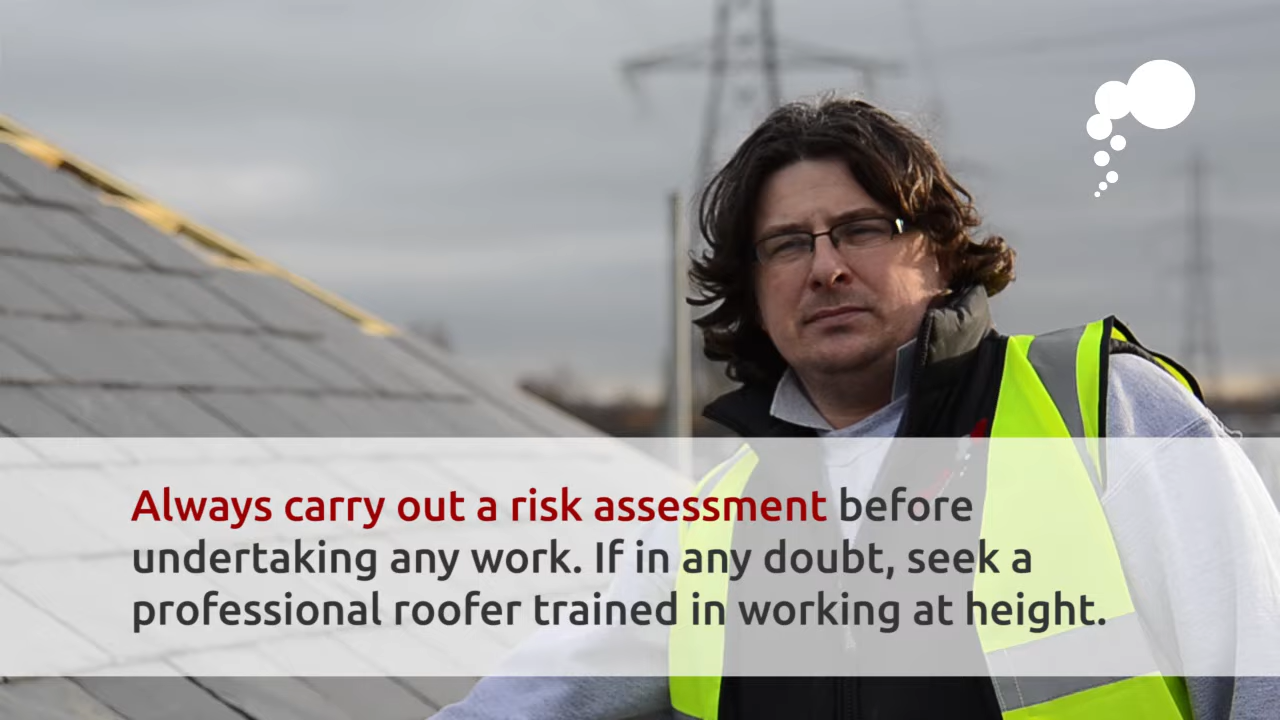 Always carry out a risk assessment before
undertaking any work. If in any doubt, seek a
professional roofer trained in working at height.